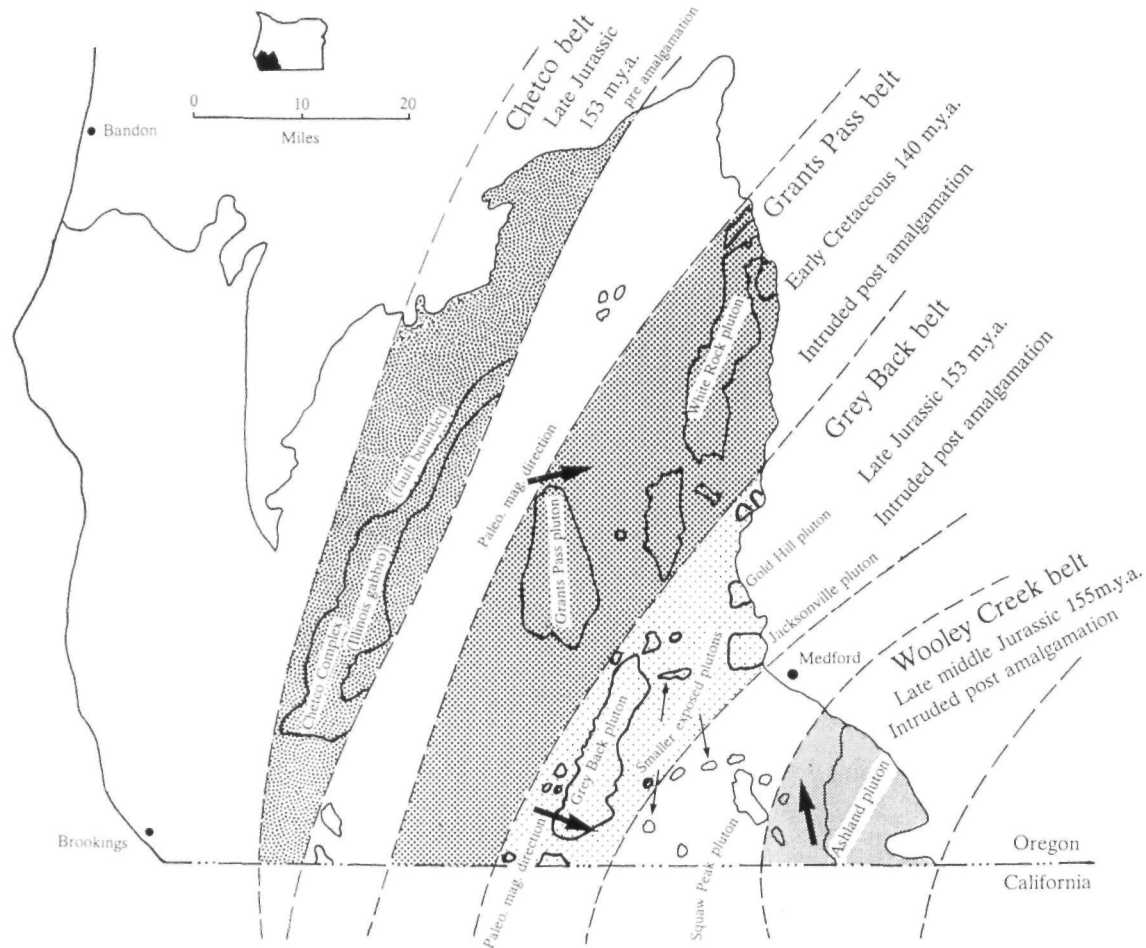 0 10 20
Miles
Bandon
Chetco belt
Late Jurassic
153 m.y.a.
pre amalgamation
Grants Pass belt
Early Cretaceous 140 m.y.a.
Intruded post amalgamation
Grey Back belt
Late Jurassic 153 m.y.a.
Intruded post amalgamation
Wooley Creek belt
Late middle Jurassic 155m.y.a.
Intruded post amalgamation
White Rock pluton
(fault bounded)
Paleo. mag. direction
Grants Pass pluton
Cheto Complex
(Illinois gabbro)
Gold Hill pluton
Jacksonville pluton
Medford
Smaller exposed plutons
Grey Back pluton
Paleo. mag. direction
Squaw Peak pluton
Ashland pluton
Brookings
Oregon
California